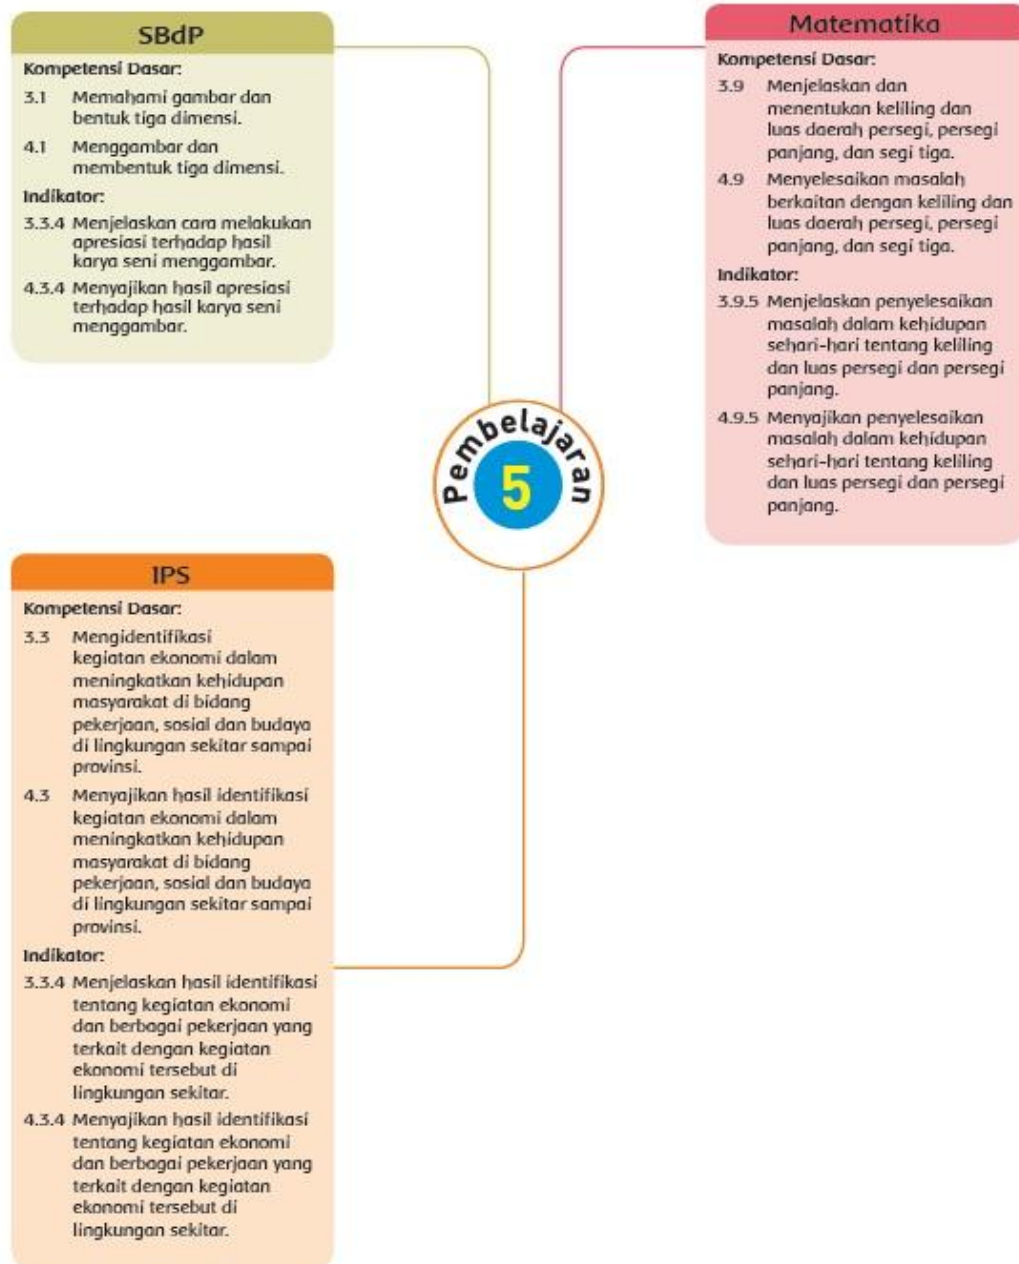 SBdP
Kompetensi Dasar:
3.1 Memahami gambar dan
bentuk tiga dimensi.
4.1 Menggambar dan
membentuk tiga dimensi.
Indikator:
3.3.4 Menjelaskan cara melakukan
apresiasi terhadap hasil
karya seni menggambar.
4.3.4 Menyajikan hasil apresiasi
terhadap hasil karya seni
menggambar.
Matematika
Kompetensi Dasar:
3.9 Menjelaskan dan
menentukan keliling dan
luas daerah persegi, persegi
panjang, dan segi tiga.
4.9 Menyelesaikan masalah
berkaitan dengan keliling dan
luas daerah persegi, persegi
panjang, dan segi tiga.
Indikator:
3.9.5 Menjelaskan penyelesaikan
masalah dalam kehidupan
sehari-hari tentang keliling
dan luas persegi dan persegi
panjang.
4.9.5 Menyajikan penyelesaikan
masalah dalam kehidupan
sehari-hari tentang keliling
dan luas persegi dan persegi
panjang.
Pembelajaran
5
IPS
Kompetensi Dasar:
3.3 Mengidentifikasi
kegiatan ekonomi dalam
meningkatkan kehidupan
masyarakat di bidang
pekerjaan, sosial dan budaya
di lingkungan sekitar sampai
provinsi.
4.3 Menyajikan hasil identifikasi
kegiatan ekonomi dalam
meningkatkan kehidupan
masyarakat di bidang
pekerjaan, sosial dan budaya
di lingkungan sekitar sampai
provinsi.
Indikator:
3.3.4 Menjelaskan hasil identifikasi
tentang kegiatan ekonomi
dan berbagai pekerjaan yang
terkait dengan kegiatan
ekonomi tersebut di
lingkungan sekitar.
4.3.4 Menyajikan hasil identifikasi
tentang kegiatan ekonomi
dan berbagai pekerjaan yang
terkait dengan kegiatan
ekonomi tersebut di
lingkungan sekitar.